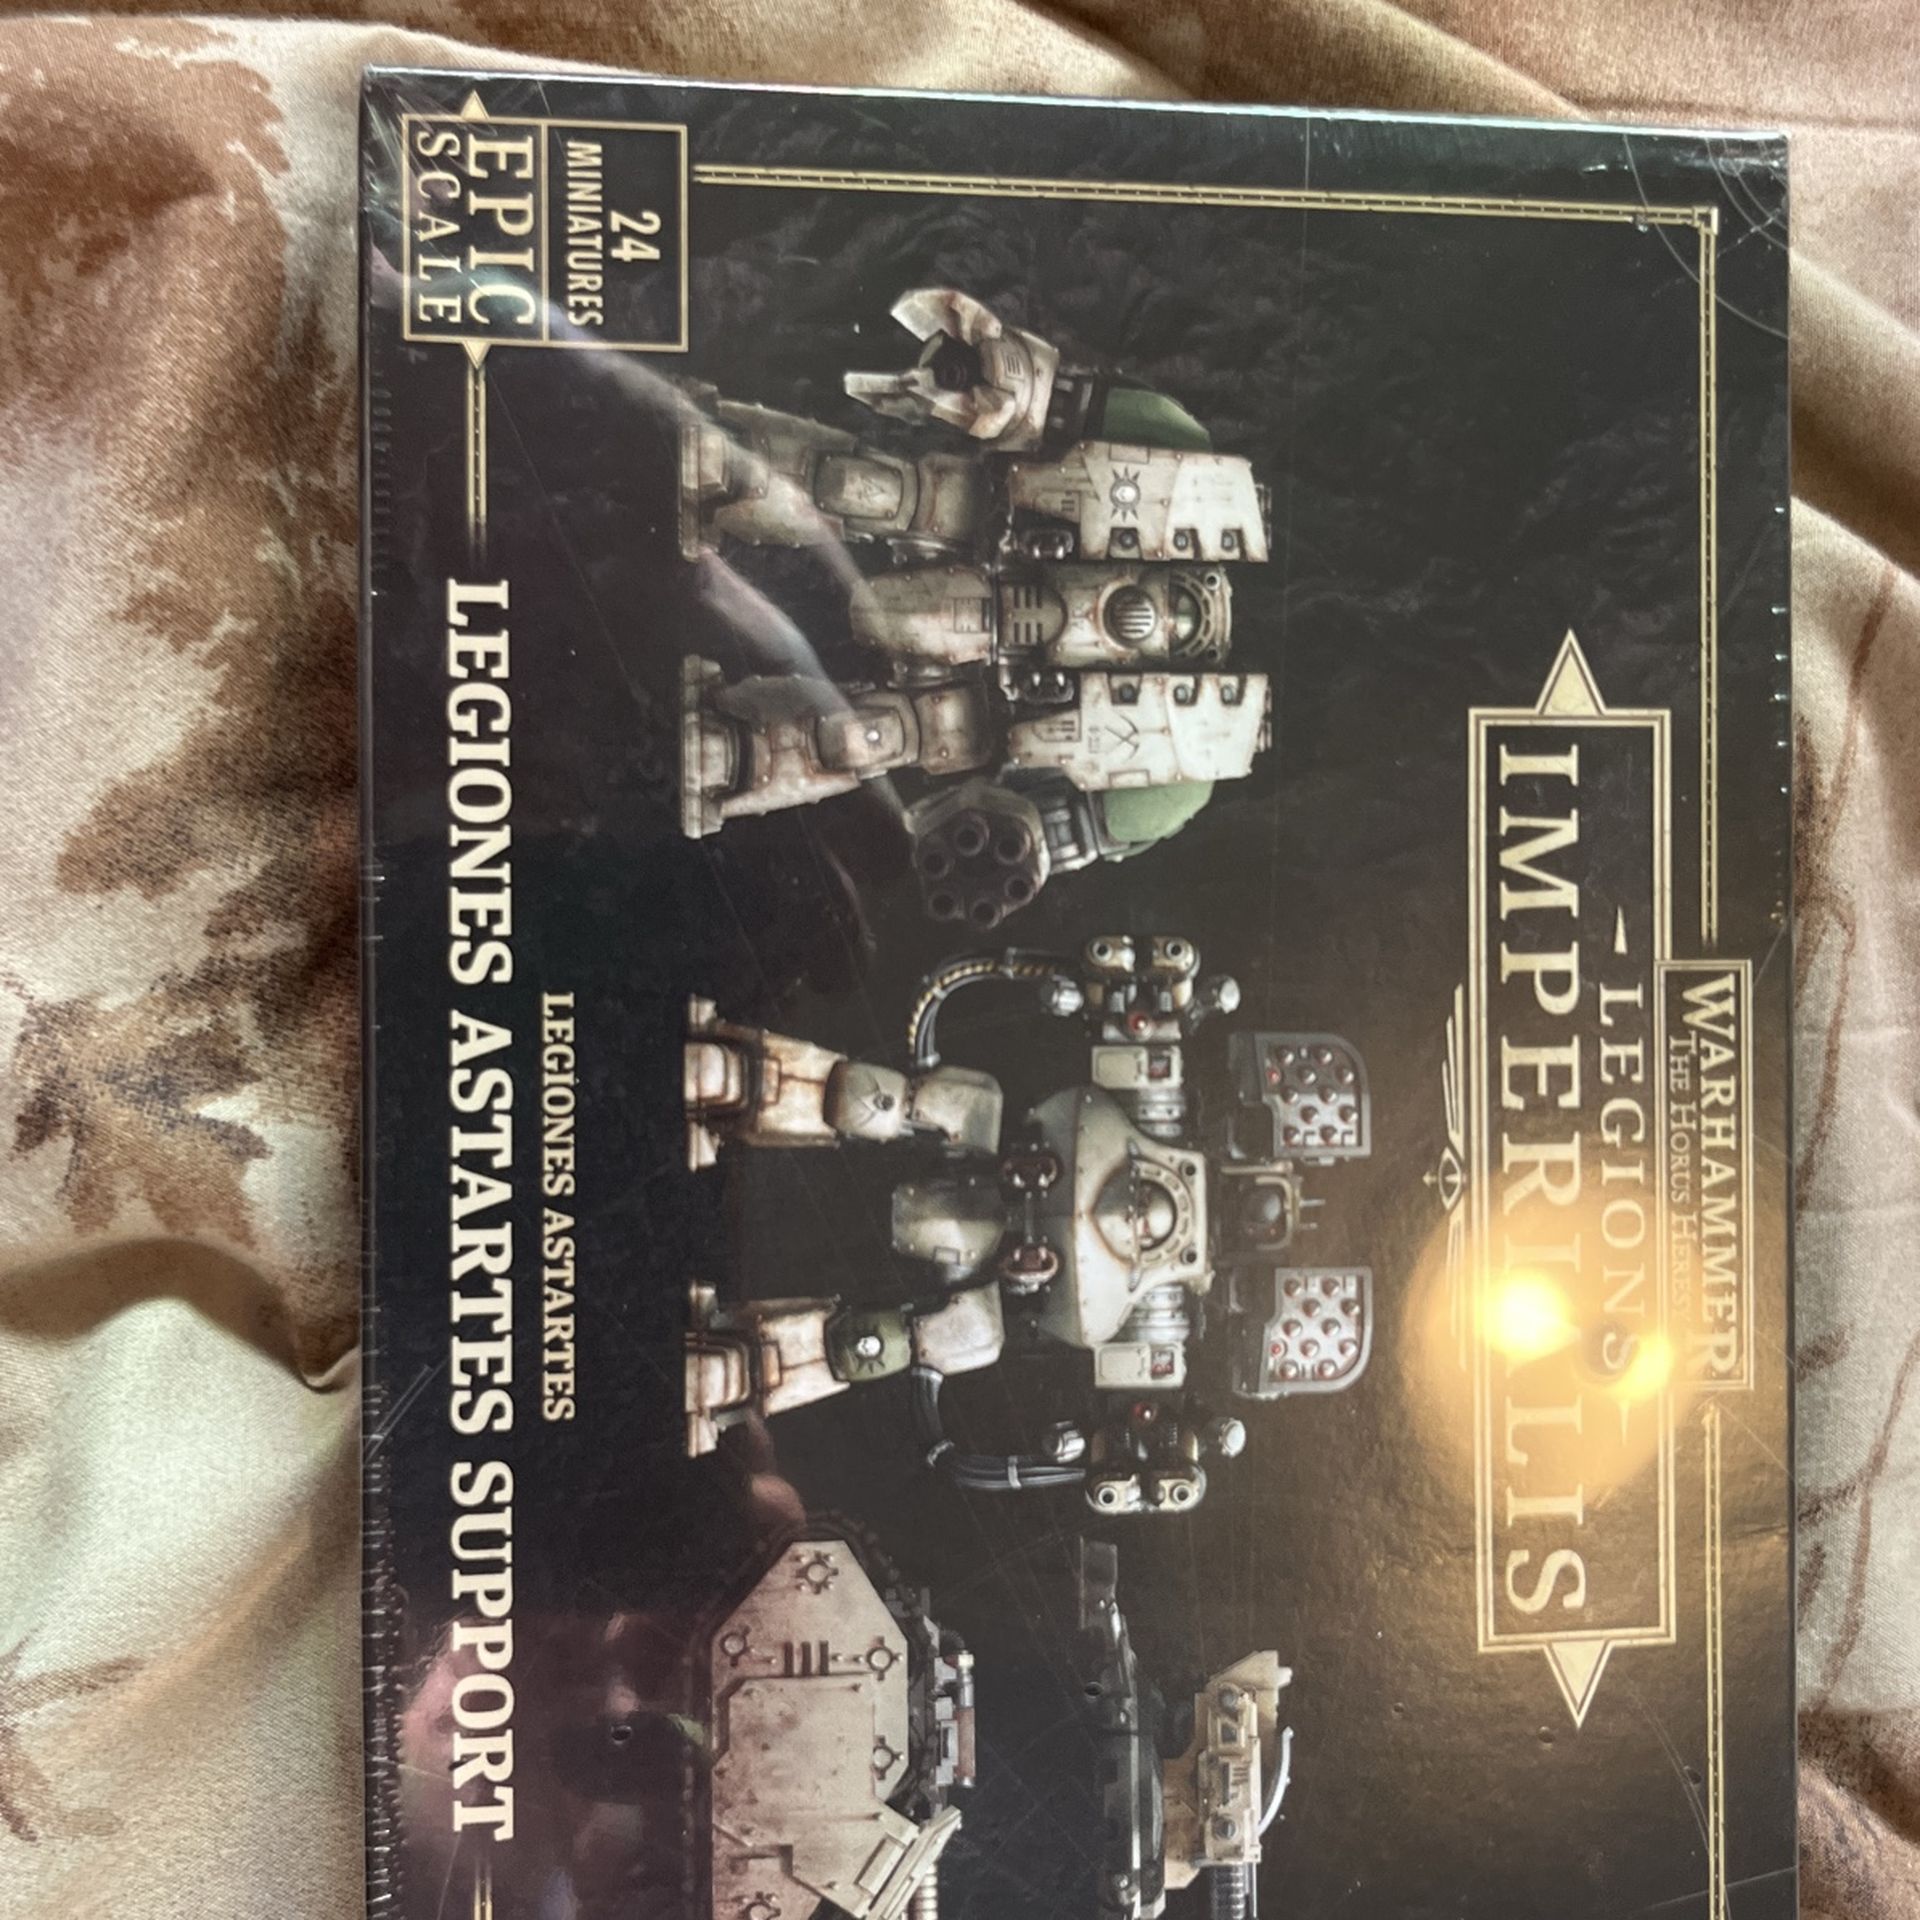 WARHAMMER
THE HORUS HERESY
LEGIONS
IMPERIALIS
24
MINIATURES
EPIC
SCALE
LEGIONES ASTARTES
LEGIONES ASTARTES SUPPORT